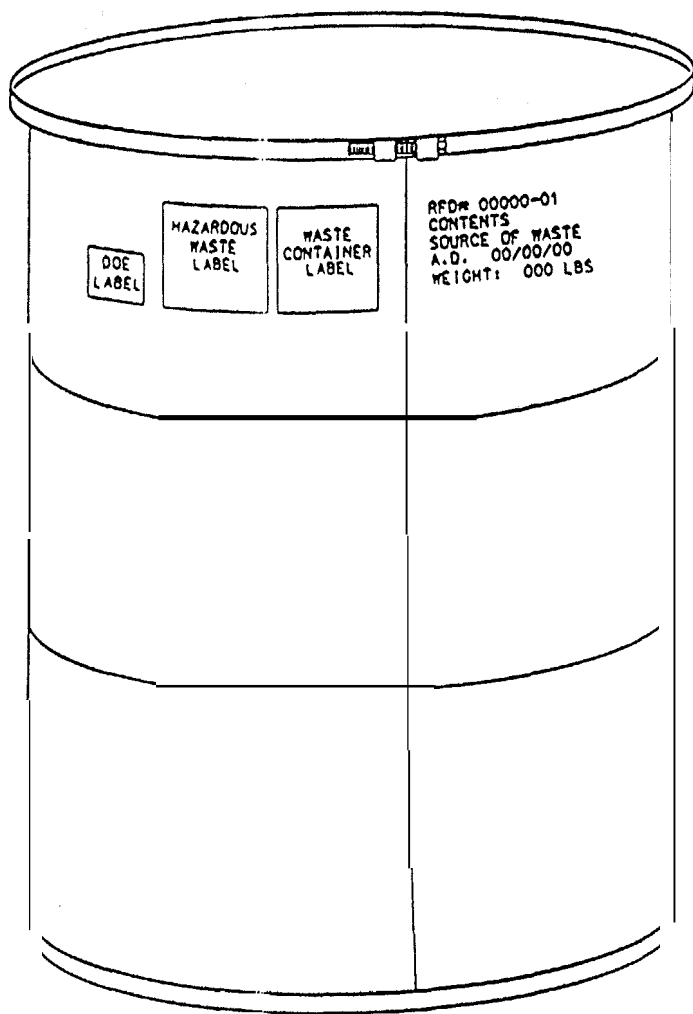 DOE
LABEL
HAZARDOUS
WASTE
LABEL
WASTE
CONTAINER
LABEL
RFD# 00000-01
CONTENTS
SOURCE OF WASTE
A.D. 00/00/00
WEIGHT: 000 LBS